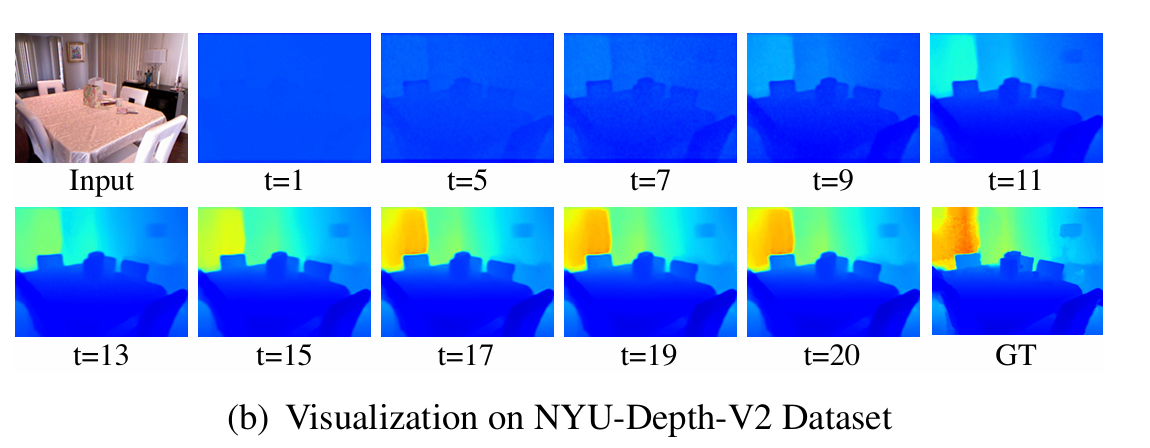 Input t=1 t=5 t=7 t=9 t=11
t=13 t=15 t=17 t=19 t=20 GT
(b) Visualization on NYU-Depth-V2 Dataset